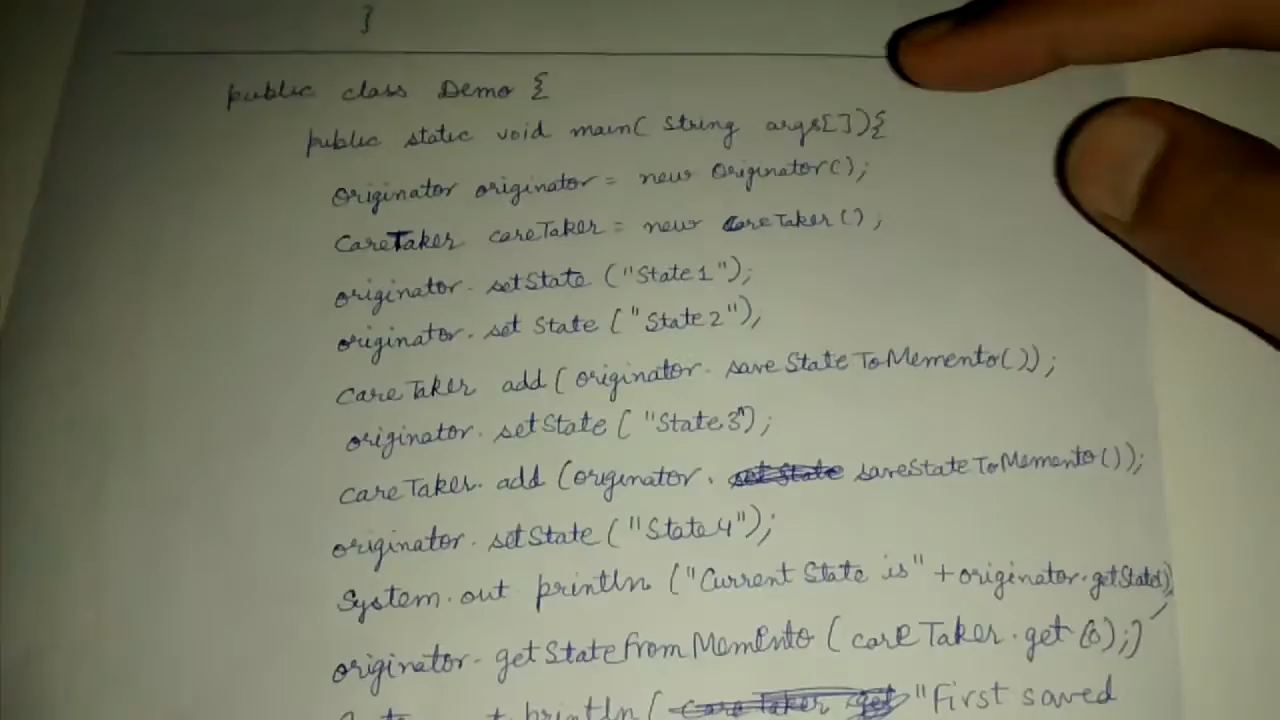 }
public class Demo {
public static void main( String args[]){
Originator originator = new Originator();
CareTaker careTaker = new CareTaker();
originator. setState ("State1");
originator. set State ("State2");
careTaker add( originator. saveStateToMemento());
originator. setState ( "State3");
careTaker. add (originator. saveStateToMemento());
originator. setState ("State4");
System.out println ("Current State is" + originator.getState());
originator. getStateFromMemento ( careTaker. get (0);)
println( "First saved